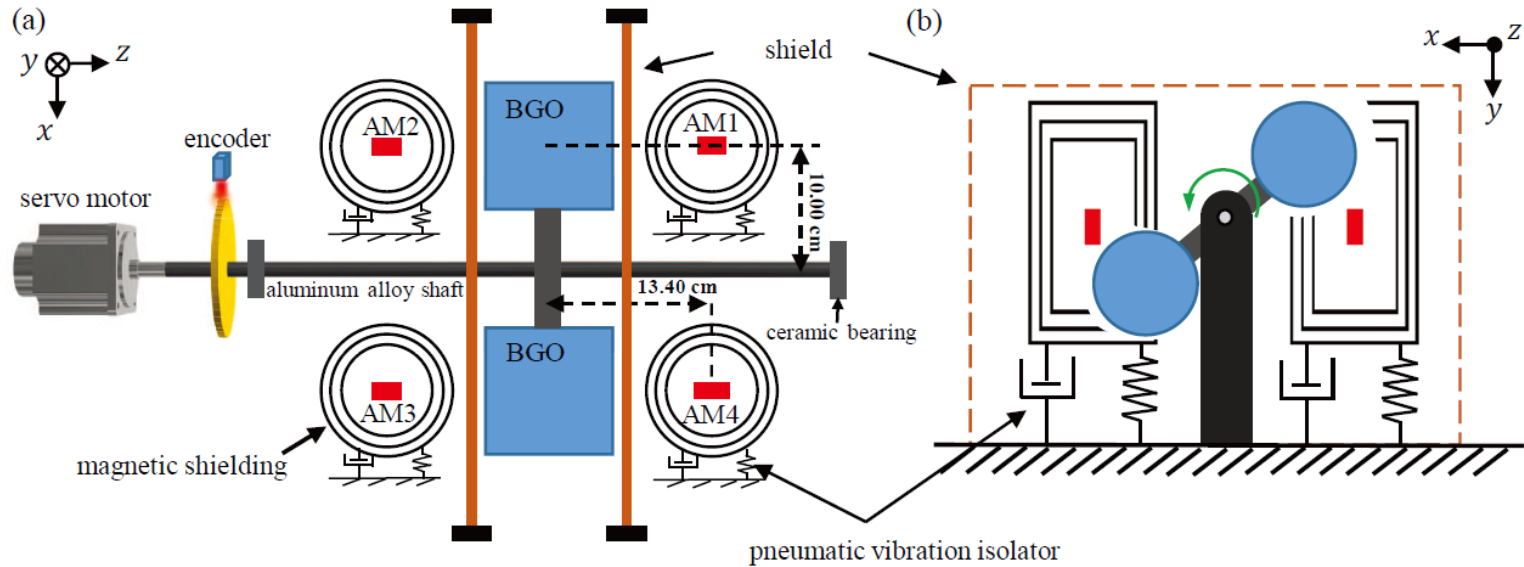 (a)
y
z
x
encoder
servo motor
aluminum alloy shaft
AM2
BGO
AM1
shield
10.00 cm
13.40 cm
ceramic bearing
BGO
AM3
AM4
magnetic shielding
pneumatic vibration isolator
(b)
x
z
y